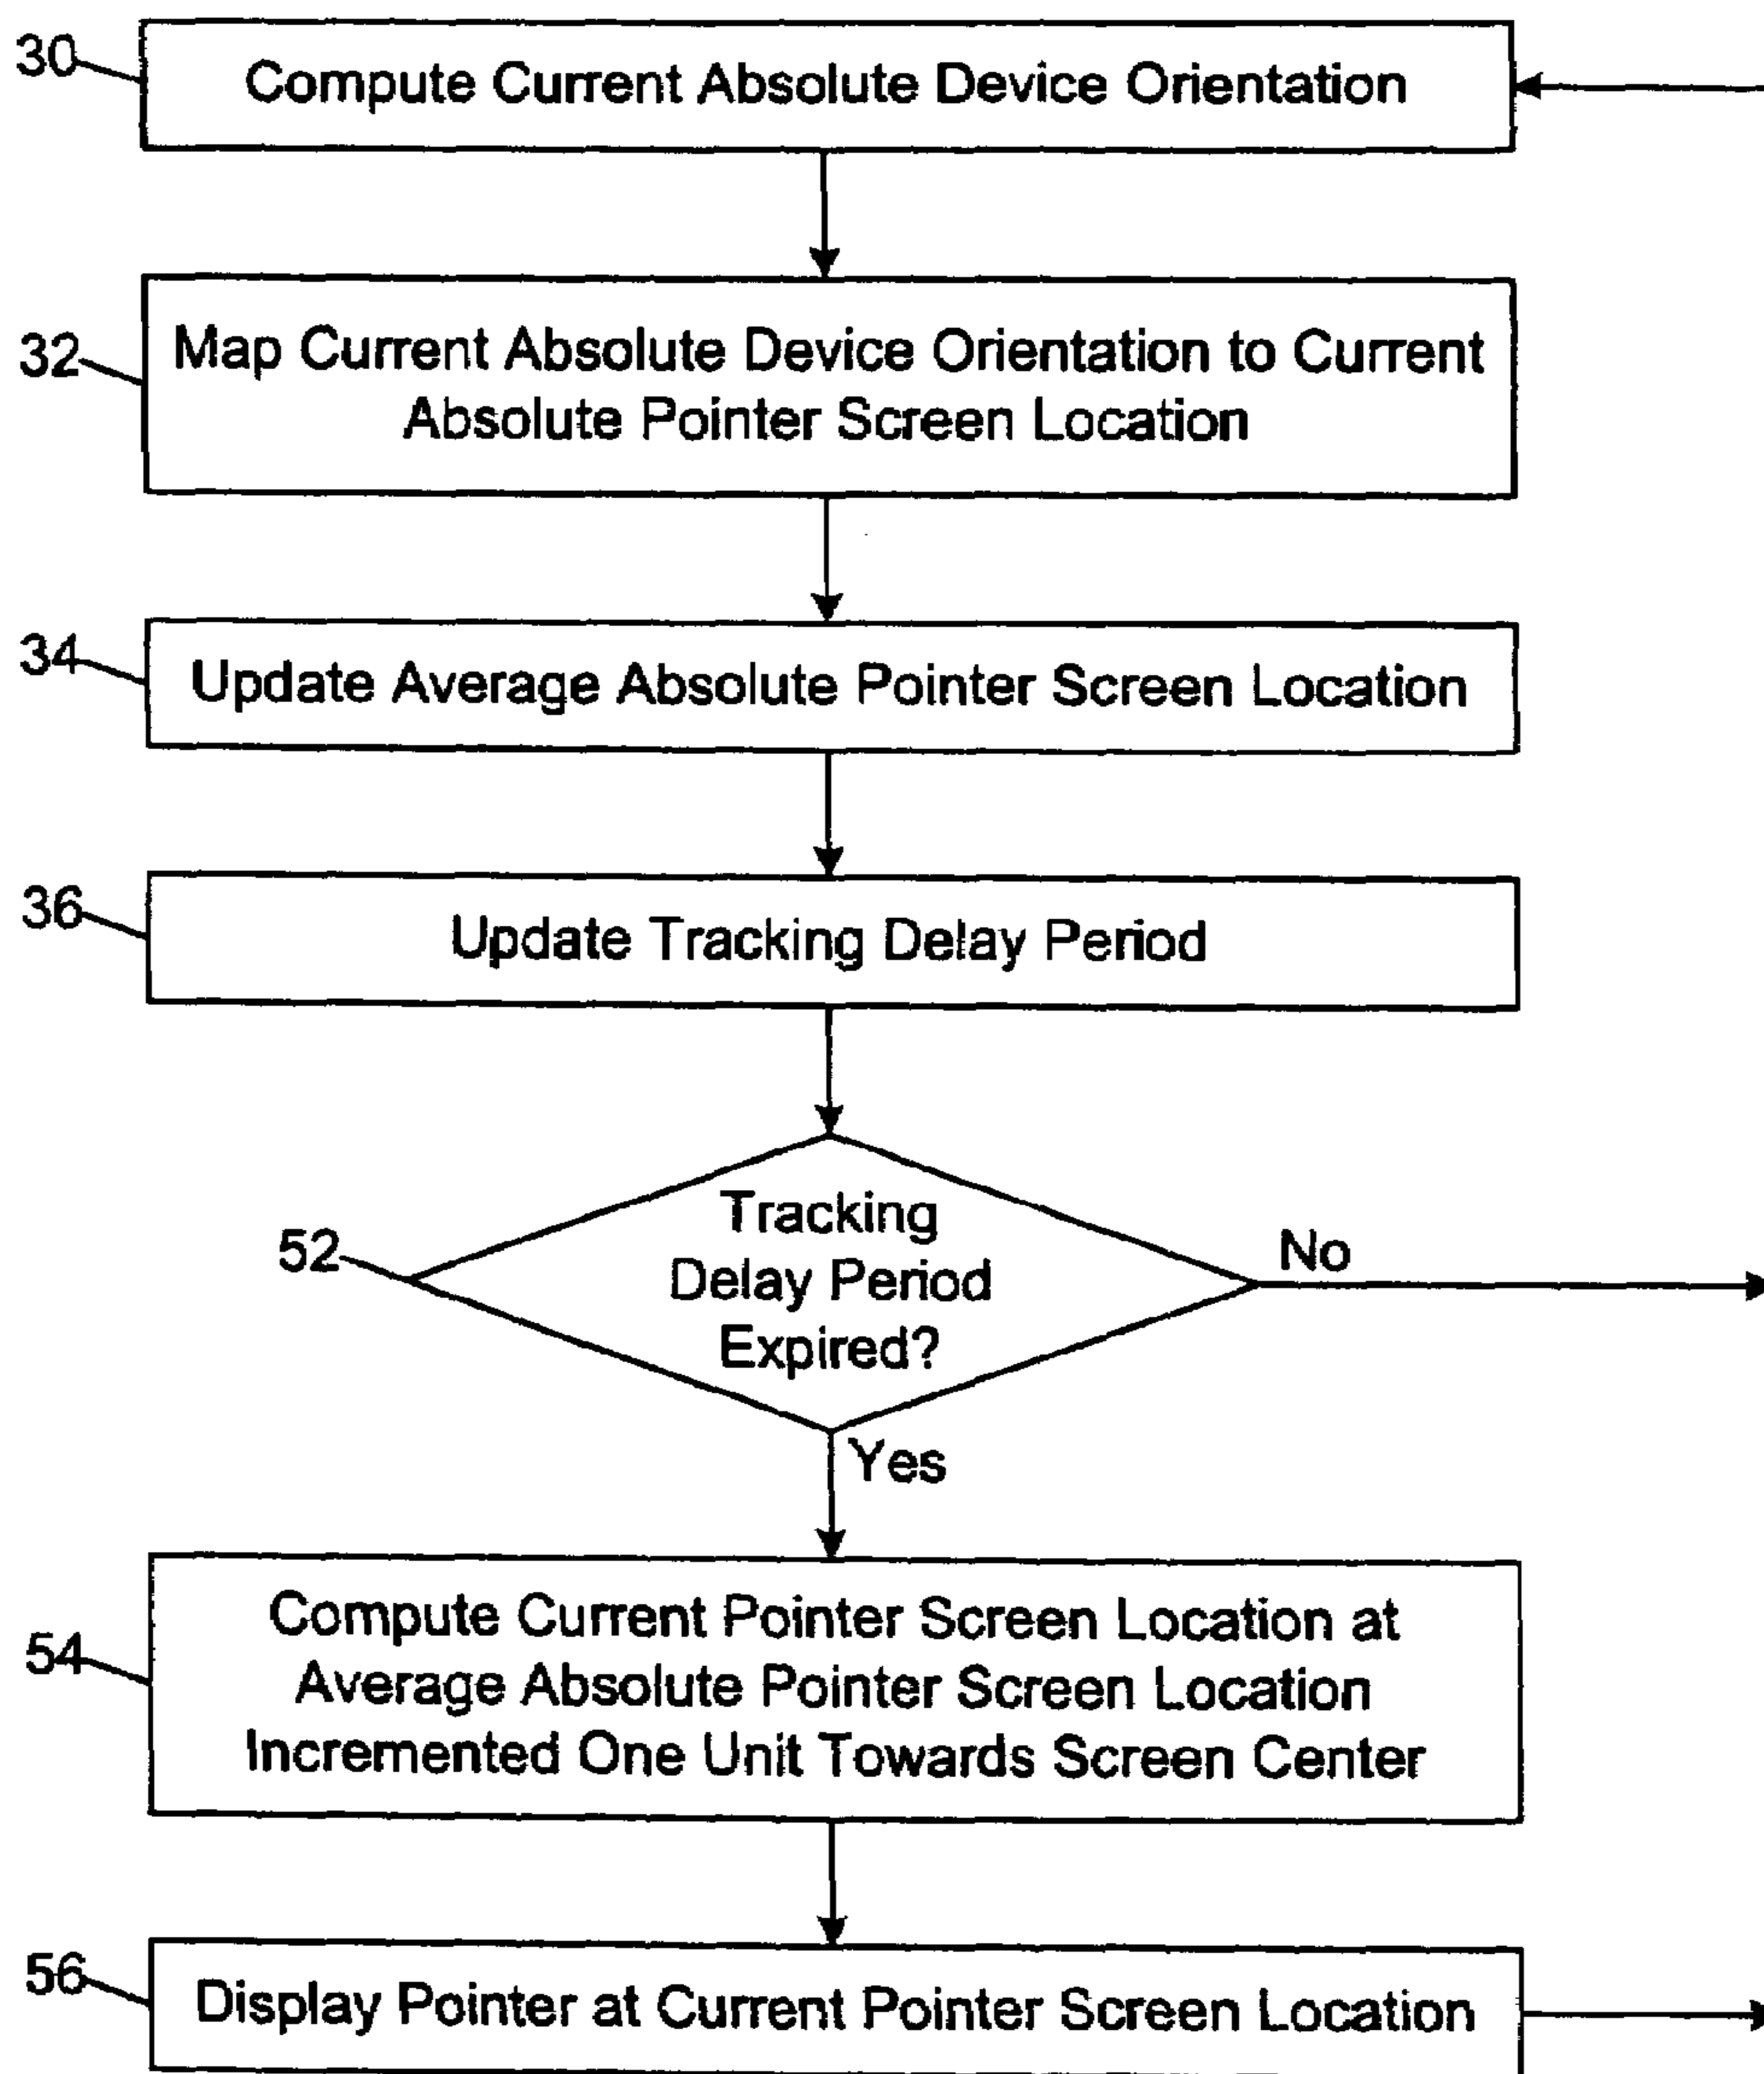 30
Compute Current Absolute Device Orientation
32
Map Current Absolute Device Orientation to Current
Absolute Pointer Screen Location
34
Update Average Absolute Pointer Screen Location
36
Update Tracking Delay Period
52
Tracking
Delay Period
Expired?
No
Yes
54
Compute Current Pointer Screen Location at
Average Absolute Pointer Screen Location
Incremented One Unit Towards Screen Center
56
Display Pointer at Current Pointer Screen Location